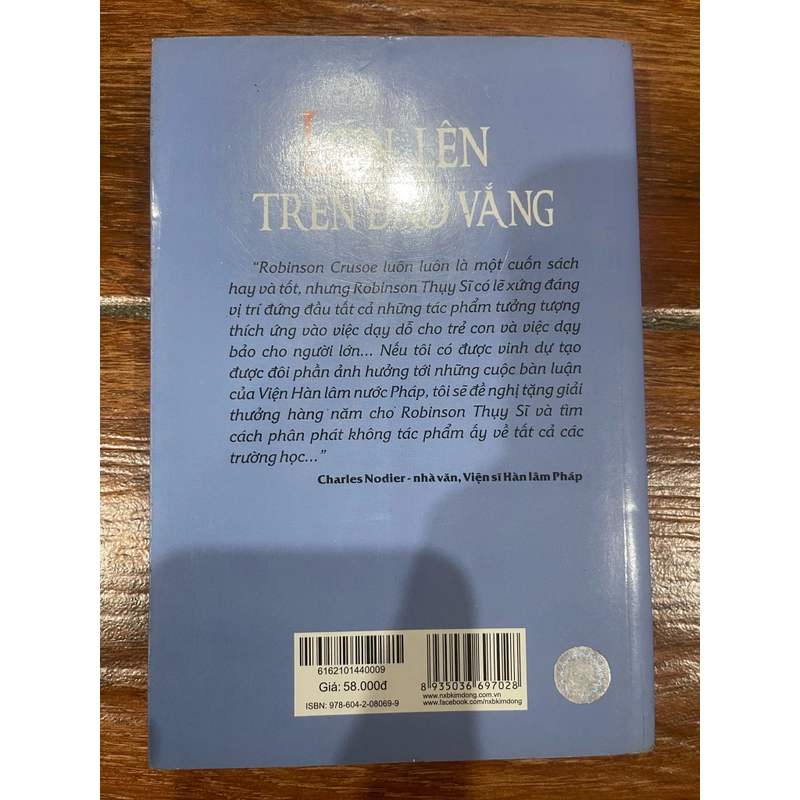 LÊN
TRÊN ĐẢO VẮNG
“Robinson Crusoe luôn luôn là một cuốn sách
hay và tốt, nhưng Robinson Thụy Sĩ có lẽ xứng đáng
vị trí đứng đầu tất cả những tác phẩm tưởng tượng
thích ứng vào việc dạy dỗ cho trẻ con và việc dạy
bảo cho người lớn... Nếu tôi có được vinh dự tạo
được đôi phần ảnh hưởng tới những cuộc bàn luận
của Viện Hàn lâm nước Pháp, tôi sẽ đề nghị tặng giải
thưởng hàng năm cho Robinson Thụy Sĩ và tìm
cách phân phát không tác phẩm ấy về tất cả các
trường học...”
Charles Nodier - nhà văn, Viện sĩ Hàn lâm Pháp
6162101440009
Giá: 58.000đ
ISBN: 978-604-2-08069-9
8 935036 697028
www.nxbkimdong.com.vn
www.facebook.com/nxbkimdong